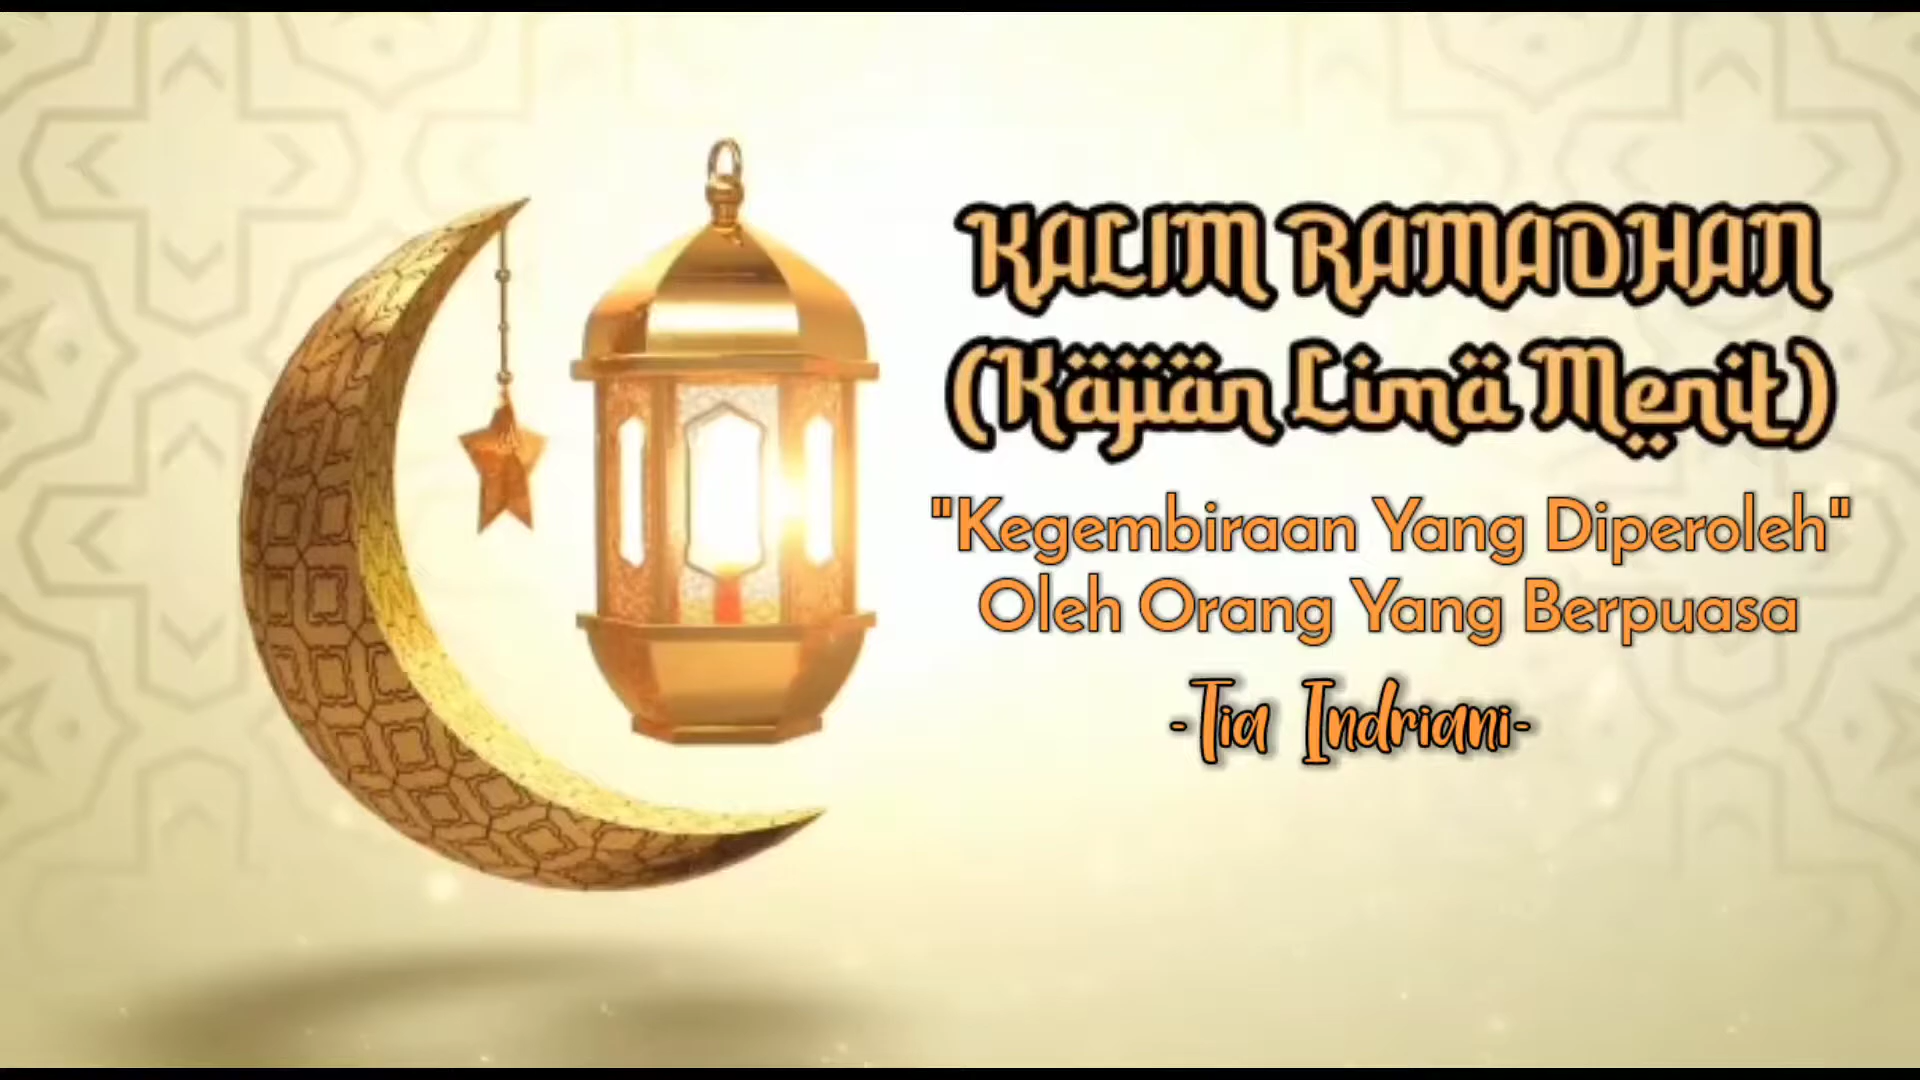 KALIM RAMADHAN
(Kajian Lima Menit)
"Kegembiraan Yang Diperoleh"
Oleh Orang Yang Berpuasa
-Tia Indriani-